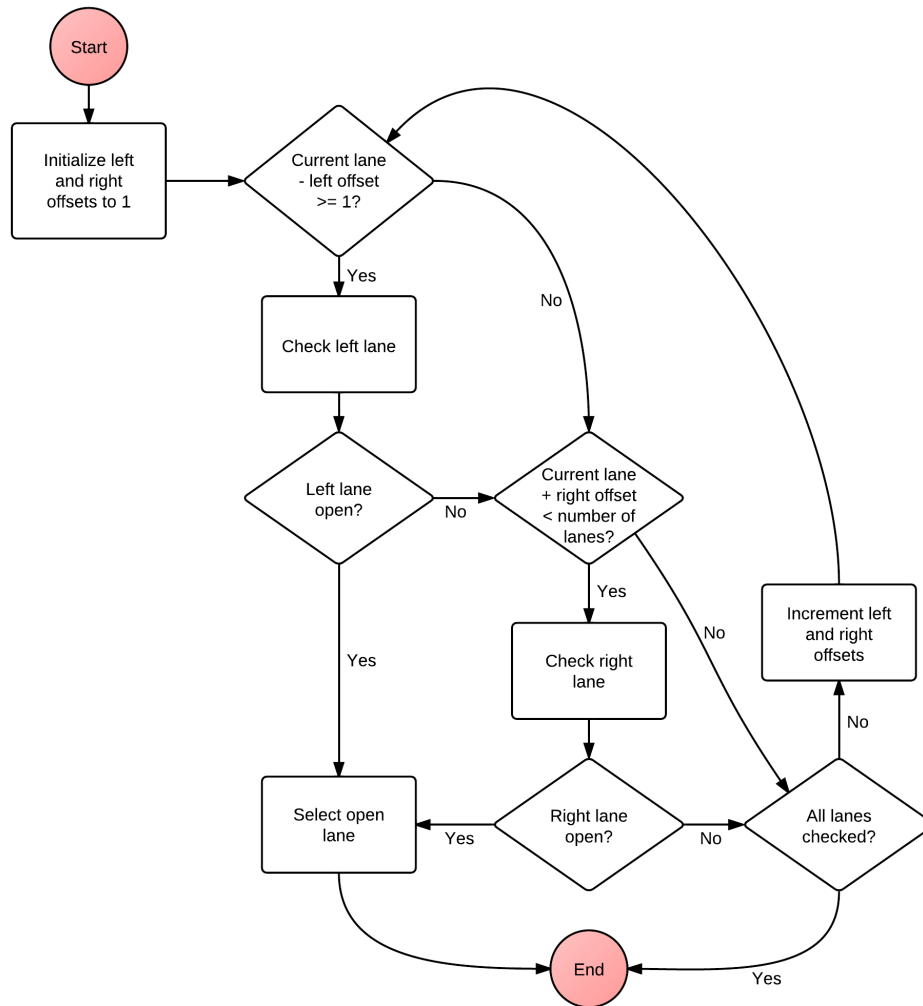 Start
Initialize left
and right
offsets to 1
Current lane
- left offset
>= 1?
Yes
No
Check left lane
Left lane
open?
No
Current lane
+ right offset
< number of
lanes?
Yes
No
Yes
Check right
lane
Increment left
and right
offsets
No
Select open
lane
Yes
Right lane
open?
No
All lanes
checked?
End
Yes